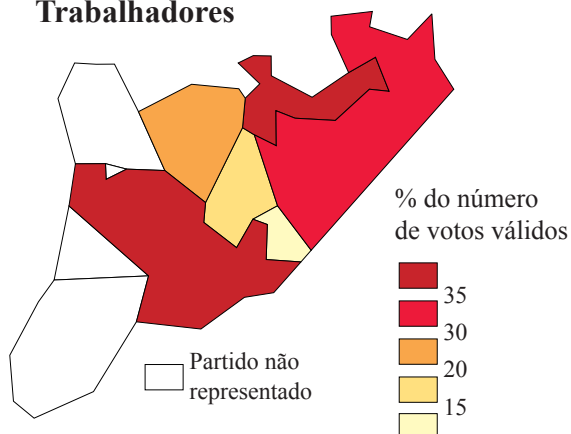 Trabalhadores
% do número
de votos válidos
35
30
20
15
Partido não
representado